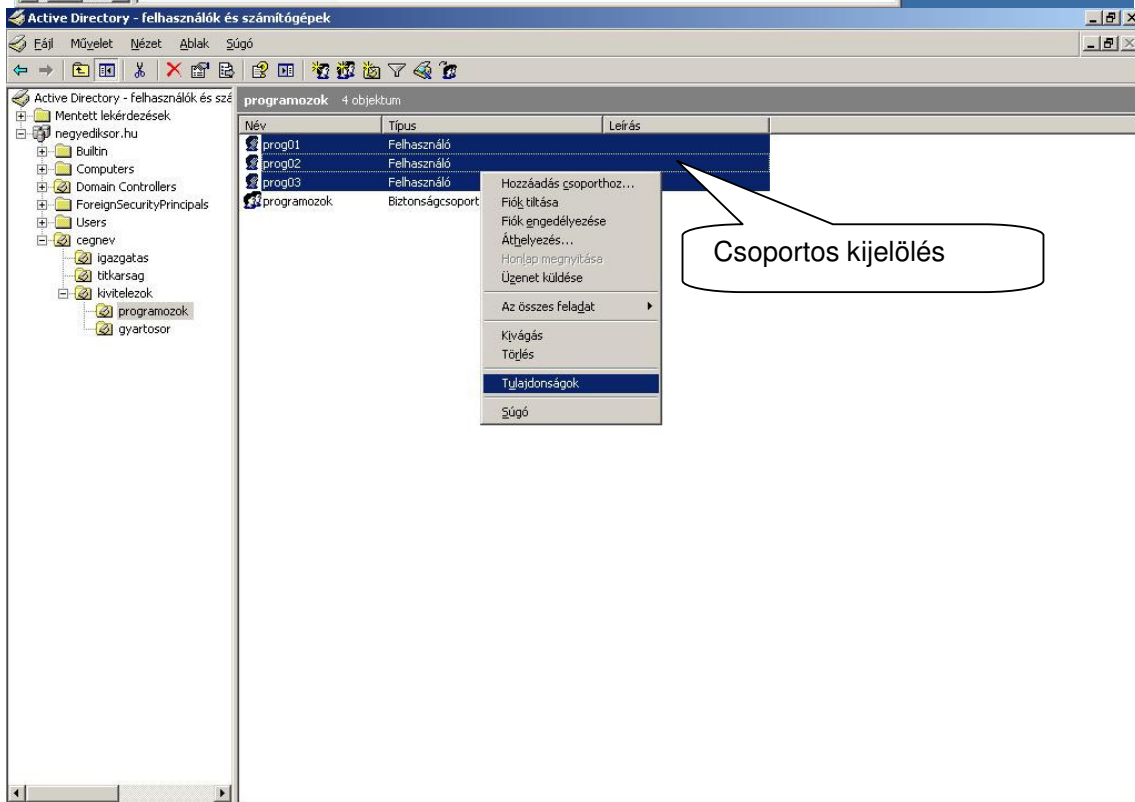 Active Directory - felhasználók és számítógépek
Fájl Művelet Nézet Ablak Súgó
Active Directory - felhasználók és szá
programozok 4 objektum
Mentett lekérdezések
negyediksor.hu
Builtin
Computers
Domain Controllers
ForeignSecurityPrincipals
Users
cegnev
igazgatas
titkarsag
kivitelezok
programozok
gyartosor
Név Típus Leírás
prog01 Felhasználó
prog02 Felhasználó
prog03 Felhasználó
programozok Biztonságcsoport
Hozzáadás csoporthoz...
Fiók tiltása
Fiók engedélyezése
Áthelyezés...
Honlap megnyitása
Üzenet küldése
Az összes feladat
Kivágás
Törlés
Tulajdonságok
Súgó
Csoportos kijelölés